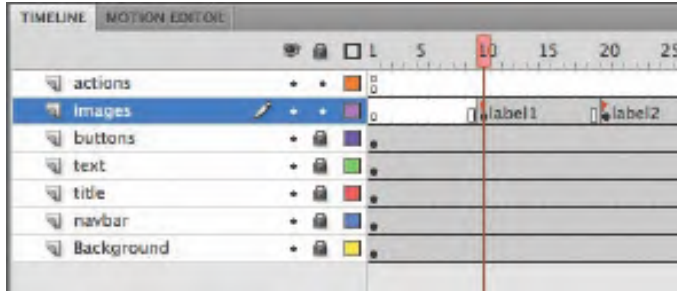 TIMELINE MOTION EDITOR
1 5 10 15 20 25
actions
images label1 label2
buttons
text
title
navbar
Background